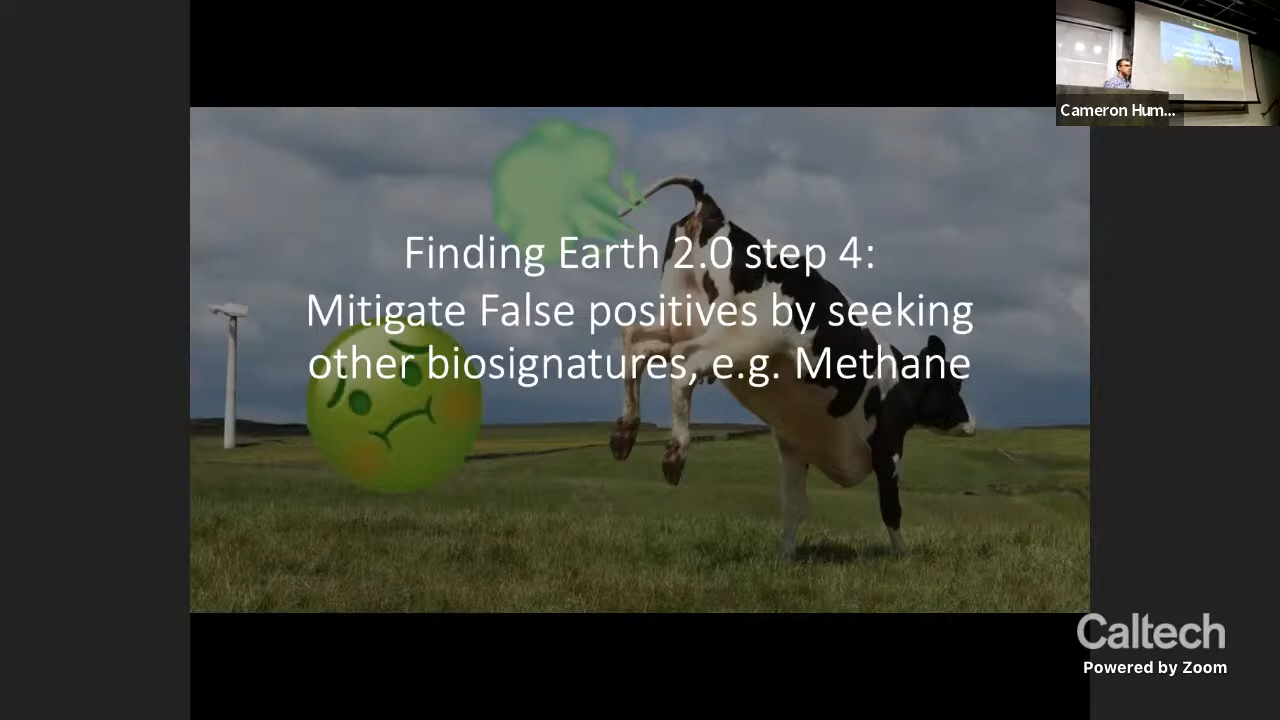 Cameron Hum...
Finding Earth 2.0 step 4:
Mitigate False positives by seeking
other biosignatures, e.g. Methane
Caltech
Powered by Zoom